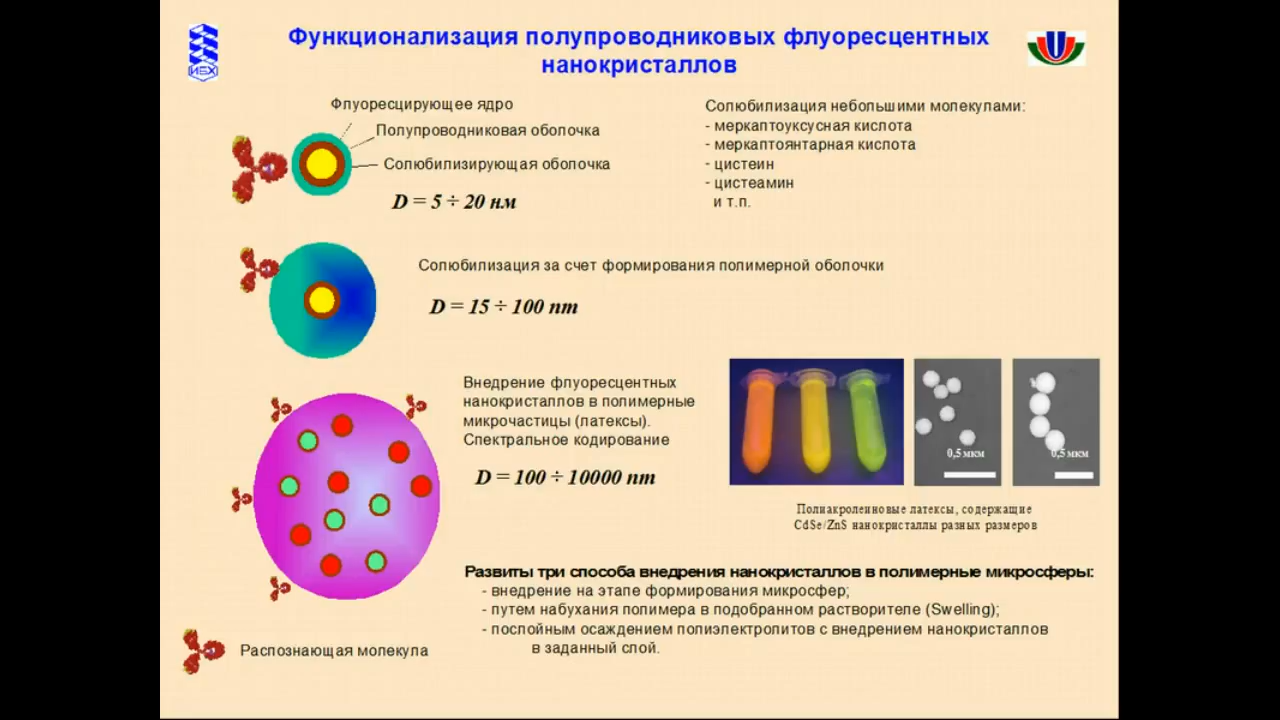 Функционализация полупроводниковых флуоресцентных
нанокристаллов
ИБХ
Флуоресцирующее ядро
Полупроводниковая оболочка
Солюбилизирующая оболочка
D = 5 ÷ 20 нм
Солюбилизация небольшими молекулами:
- меркаптоуксусная кислота
- меркаптоянтарная кислота
- цистеин
- цистеамин
и т.п.
Солюбилизация за счет формирования полимерной оболочки
D = 15 ÷ 100 nm
Внедрение флуоресцентных
нанокристаллов в полимерные
микрочастицы (латексы).
Спектральное кодирование
D = 100 ÷ 10000 nm
0,5 мкм
0,5 мкм
Полиакролеиновые латексы, содержащие
CdSe/ZnS нанокристаллы разных размеров
Развиты три способа внедрения нанокристаллов в полимерные микросферы:
- внедрение на этапе формирования микросфер;
- путем набухания полимера в подобранном растворителе (Swelling);
- послойным осаждением полиэлектролитов с внедрением нанокристаллов
в заданный слой.
Распознающая молекула